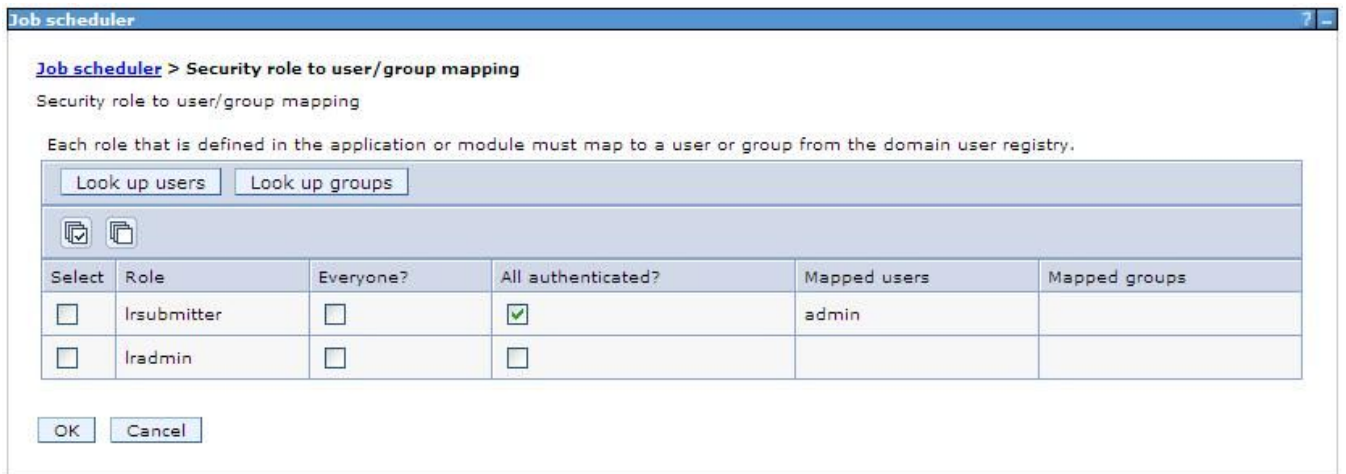 Job scheduler ? _
Job scheduler > Security role to user/group mapping
Security role to user/group mapping
Each role that is defined in the application or module must map to a user or group from the domain user registry.
Look up users Look up groups
Select Role Everyone? All authenticated? Mapped users Mapped groups
lrsubmitter admin
lradmin
OK Cancel